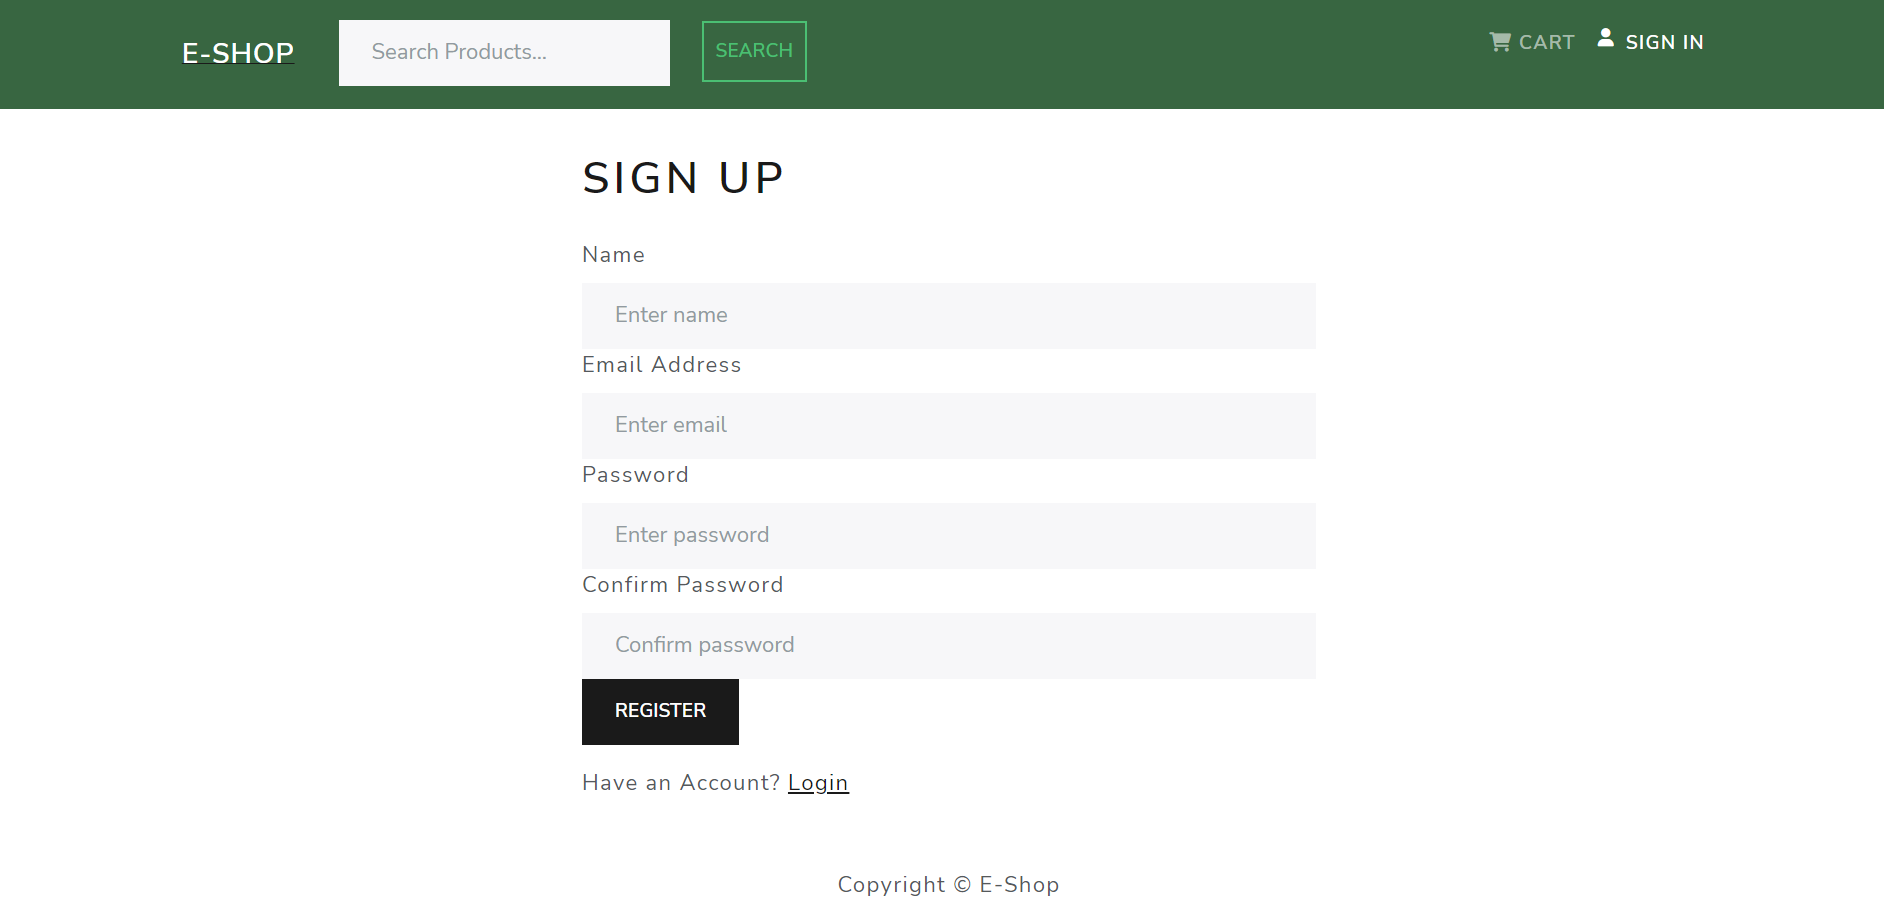 E-SHOP Search Products... SEARCH CART SIGN IN
SIGN UP
Name
Enter name
Email Address
Enter email
Password
Enter password
Confirm Password
Confirm password
REGISTER
Have an Account? Login
Copyright © E-Shop